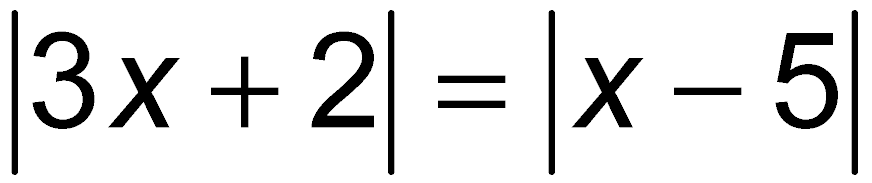 |3x + 2| = |x − 5|